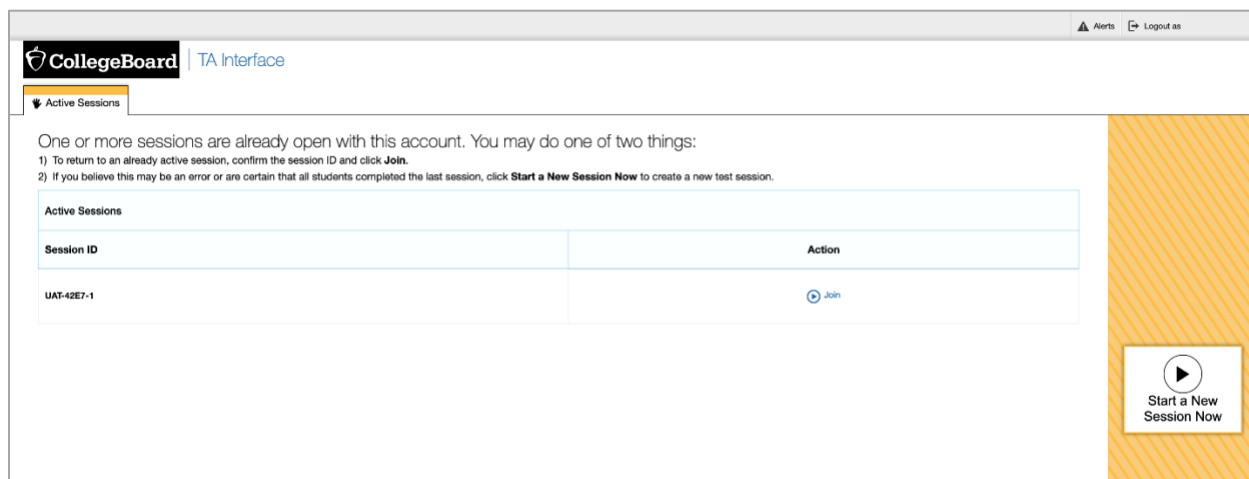 Alerts Logout as
CollegeBoard TA Interface
Active Sessions
One or more sessions are already open with this account. You may do one of two things:
1) To return to an already active session, confirm the session ID and click Join.
2) If you believe this may be an error or are certain that all students completed the last session, click Start a New Session Now to create a new test session.
Active Sessions
Session ID Action
UAT-42E7-1 Join
Start a New
Session Now